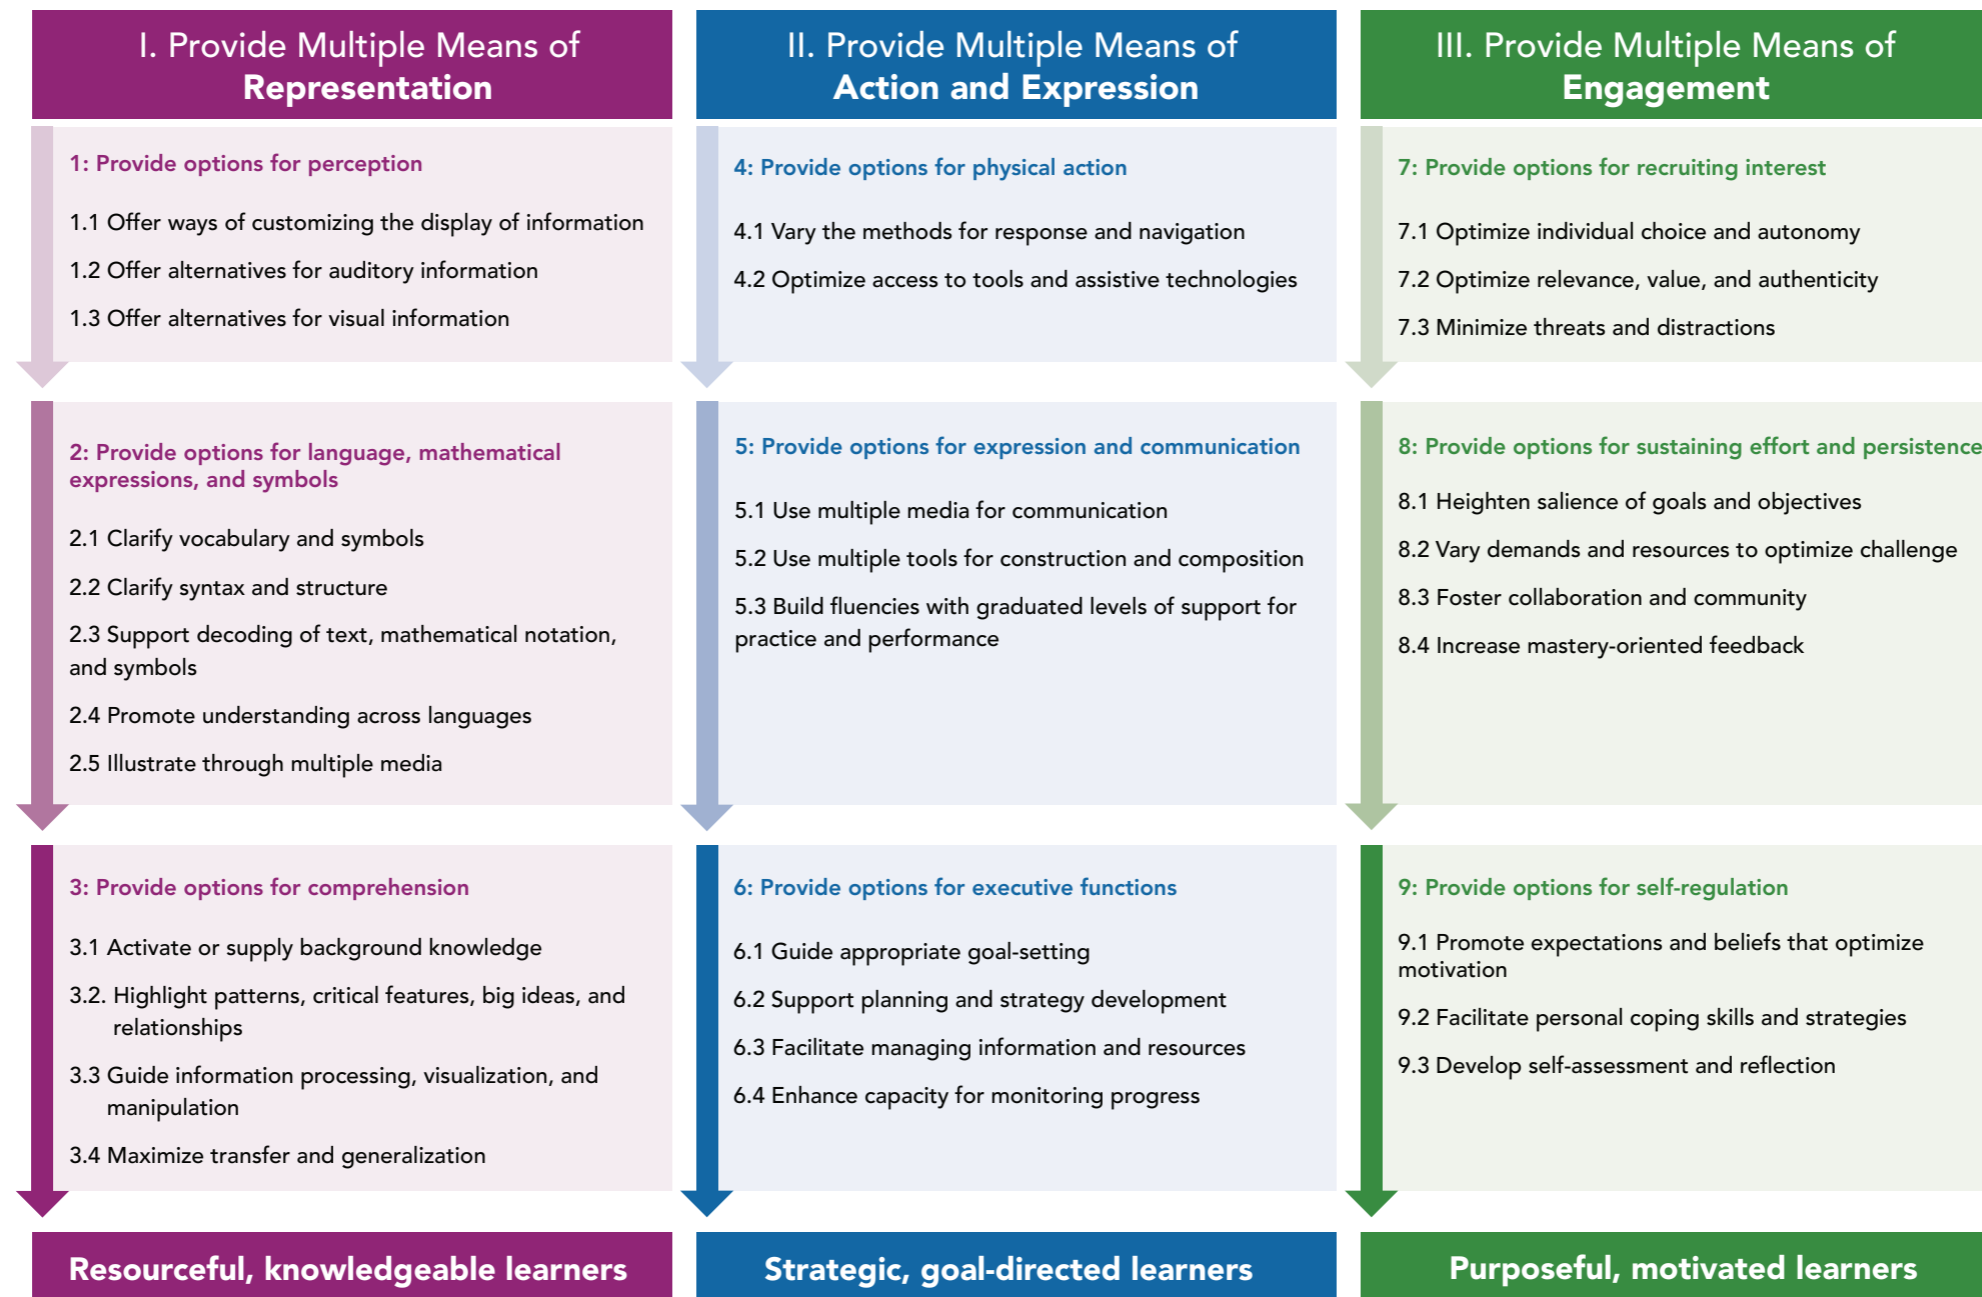 I. Provide Multiple Means of
Representation
1: Provide options for perception
1.1 Offer ways of customizing the display of information
1.2 Offer alternatives for auditory information
1.3 Offer alternatives for visual information
2: Provide options for language, mathematical
expressions, and symbols
2.1 Clarify vocabulary and symbols
2.2 Clarify syntax and structure
2.3 Support decoding of text, mathematical notation,
and symbols
2.4 Promote understanding across languages
2.5 Illustrate through multiple media
3: Provide options for comprehension
3.1 Activate or supply background knowledge
3.2. Highlight patterns, critical features, big ideas, and
relationships
3.3 Guide information processing, visualization, and
manipulation
3.4 Maximize transfer and generalization
Resourceful, knowledgeable learners
II. Provide Multiple Means of
Action and Expression
4: Provide options for physical action
4.1 Vary the methods for response and navigation
4.2 Optimize access to tools and assistive technologies
5: Provide options for expression and communication
5.1 Use multiple media for communication
5.2 Use multiple tools for construction and composition
5.3 Build fluencies with graduated levels of support for
practice and performance
6: Provide options for executive functions
6.1 Guide appropriate goal-setting
6.2 Support planning and strategy development
6.3 Facilitate managing information and resources
6.4 Enhance capacity for monitoring progress
Strategic, goal-directed learners
III. Provide Multiple Means of
Engagement
7: Provide options for recruiting interest
7.1 Optimize individual choice and autonomy
7.2 Optimize relevance, value, and authenticity
7.3 Minimize threats and distractions
8: Provide options for sustaining effort and persistence
8.1 Heighten salience of goals and objectives
8.2 Vary demands and resources to optimize challenge
8.3 Foster collaboration and community
8.4 Increase mastery-oriented feedback
9: Provide options for self-regulation
9.1 Promote expectations and beliefs that optimize
motivation
9.2 Facilitate personal coping skills and strategies
9.3 Develop self-assessment and reflection
Purposeful, motivated learners